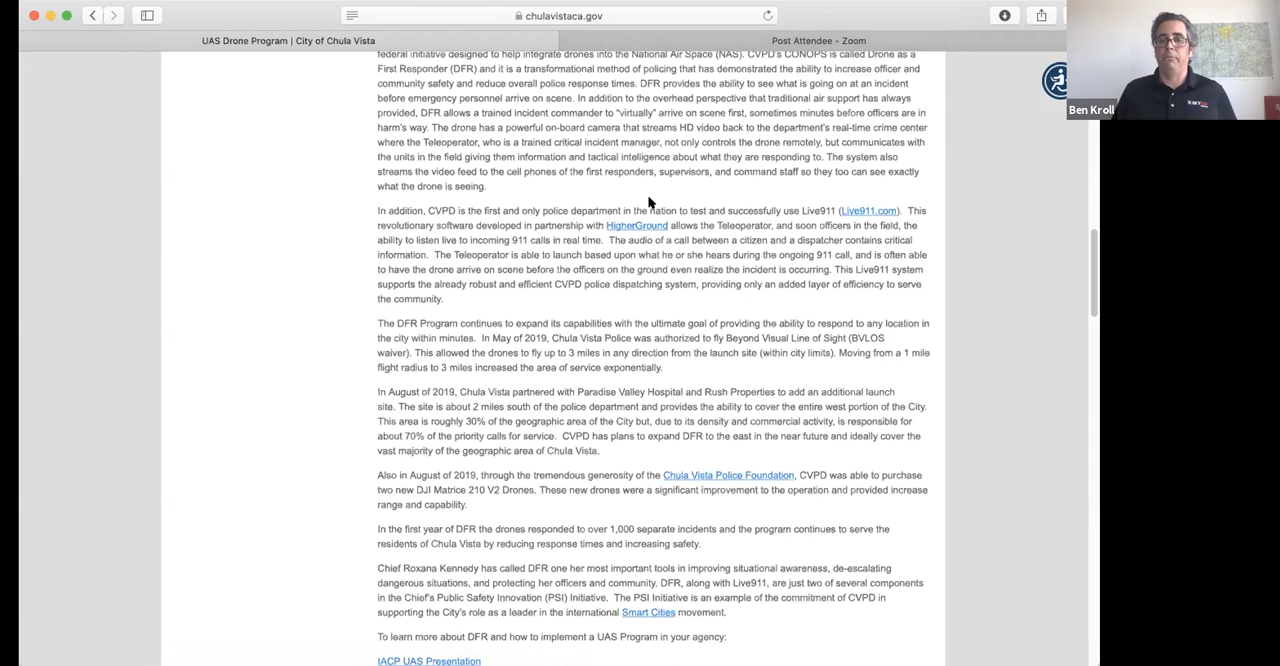 chulavistaca.gov
UAS Drone Program | City of Chula Vista
Post Attendee - Zoom
federal initiative designed to help integrate drones into the National Air Space (NAS). CVPD's CONOPS is called Drone as a
First Responder (DFR) and it is a transformational method of policing that has demonstrated the ability to increase officer and
community safety and reduce overall police response times. DFR provides the ability to see what is going on at an incident
before emergency personnel arrive on scene. In addition to the overhead perspective that traditional air support has always
provided, DFR allows a trained incident commander to "virtually" arrive on scene first, sometimes minutes before officers are in
harm's way. The drone has a powerful on-board camera that streams HD video back to the department's real-time crime center
where the Teleoperator, who is a trained critical incident manager, not only controls the drone remotely, but communicates with
the units in the field giving them information and tactical intelligence about what they are responding to. The system also
streams the video feed to the cell phones of the first responders, supervisors, and command staff so they too can see exactly
what the drone is seeing.
In addition, CVPD is the first and only police department in the nation to test and successfully use Live911 (Live911.com). This
revolutionary software developed in partnership with HigherGround allows the Teleoperator, and soon officers in the field, the
ability to listen live to incoming 911 calls in real time. The audio of a call between a citizen and a dispatcher contains critical
information. The Teleoperator is able to launch based upon what he or she hears during the ongoing 911 call, and is often able
to have the drone arrive on scene before the officers on the ground even realize the incident is occurring. This Live911 system
supports the already robust and efficient CVPD police dispatching system, providing only an added layer of efficiency to serve
the community.
The DFR Program continues to expand its capabilities with the ultimate goal of providing the ability to respond to any location in
the city within minutes. In May of 2019, Chula Vista Police was authorized to fly Beyond Visual Line of Sight (BVLOS
waiver). This allowed the drones to fly up to 3 miles in any direction from the launch site (within city limits). Moving from a 1 mile
flight radius to 3 miles increased the area of service exponentially.
In August of 2019, Chula Vista partnered with Paradise Valley Hospital and Rush Properties to add an additional launch
site. The site is about 2 miles south of the police department and provides the ability to cover the entire west portion of the City.
This area is roughly 30% of the geographic area of the City but, due to its density and commercial activity, is responsible for
about 70% of the priority calls for service. CVPD has plans to expand DFR to the east in the near future and ideally cover the
vast majority of the geographic area of Chula Vista.
Also in August of 2019, through the tremendous generosity of the Chula Vista Police Foundation, CVPD was able to purchase
two new DJI Matrice 210 V2 Drones. These new drones were a significant improvement to the operation and provided increase
range and capability.
In the first year of DFR the drones responded to over 1,000 separate incidents and the program continues to serve the
residents of Chula Vista by reducing response times and increasing safety.
Chief Roxana Kennedy has called DFR one her most important tools in improving situational awareness, de-escalating
dangerous situations, and protecting her officers and community. DFR, along with Live911, are just two of several components
in the Chief's Public Safety Innovation (PSI) Initiative. The PSI Initiative is an example of the commitment of CVPD in
supporting the City's role as a leader in the international Smart Cities movement.
To learn more about DFR and how to implement a UAS Program in your agency:
IACP UAS Presentation
Ben Kroll